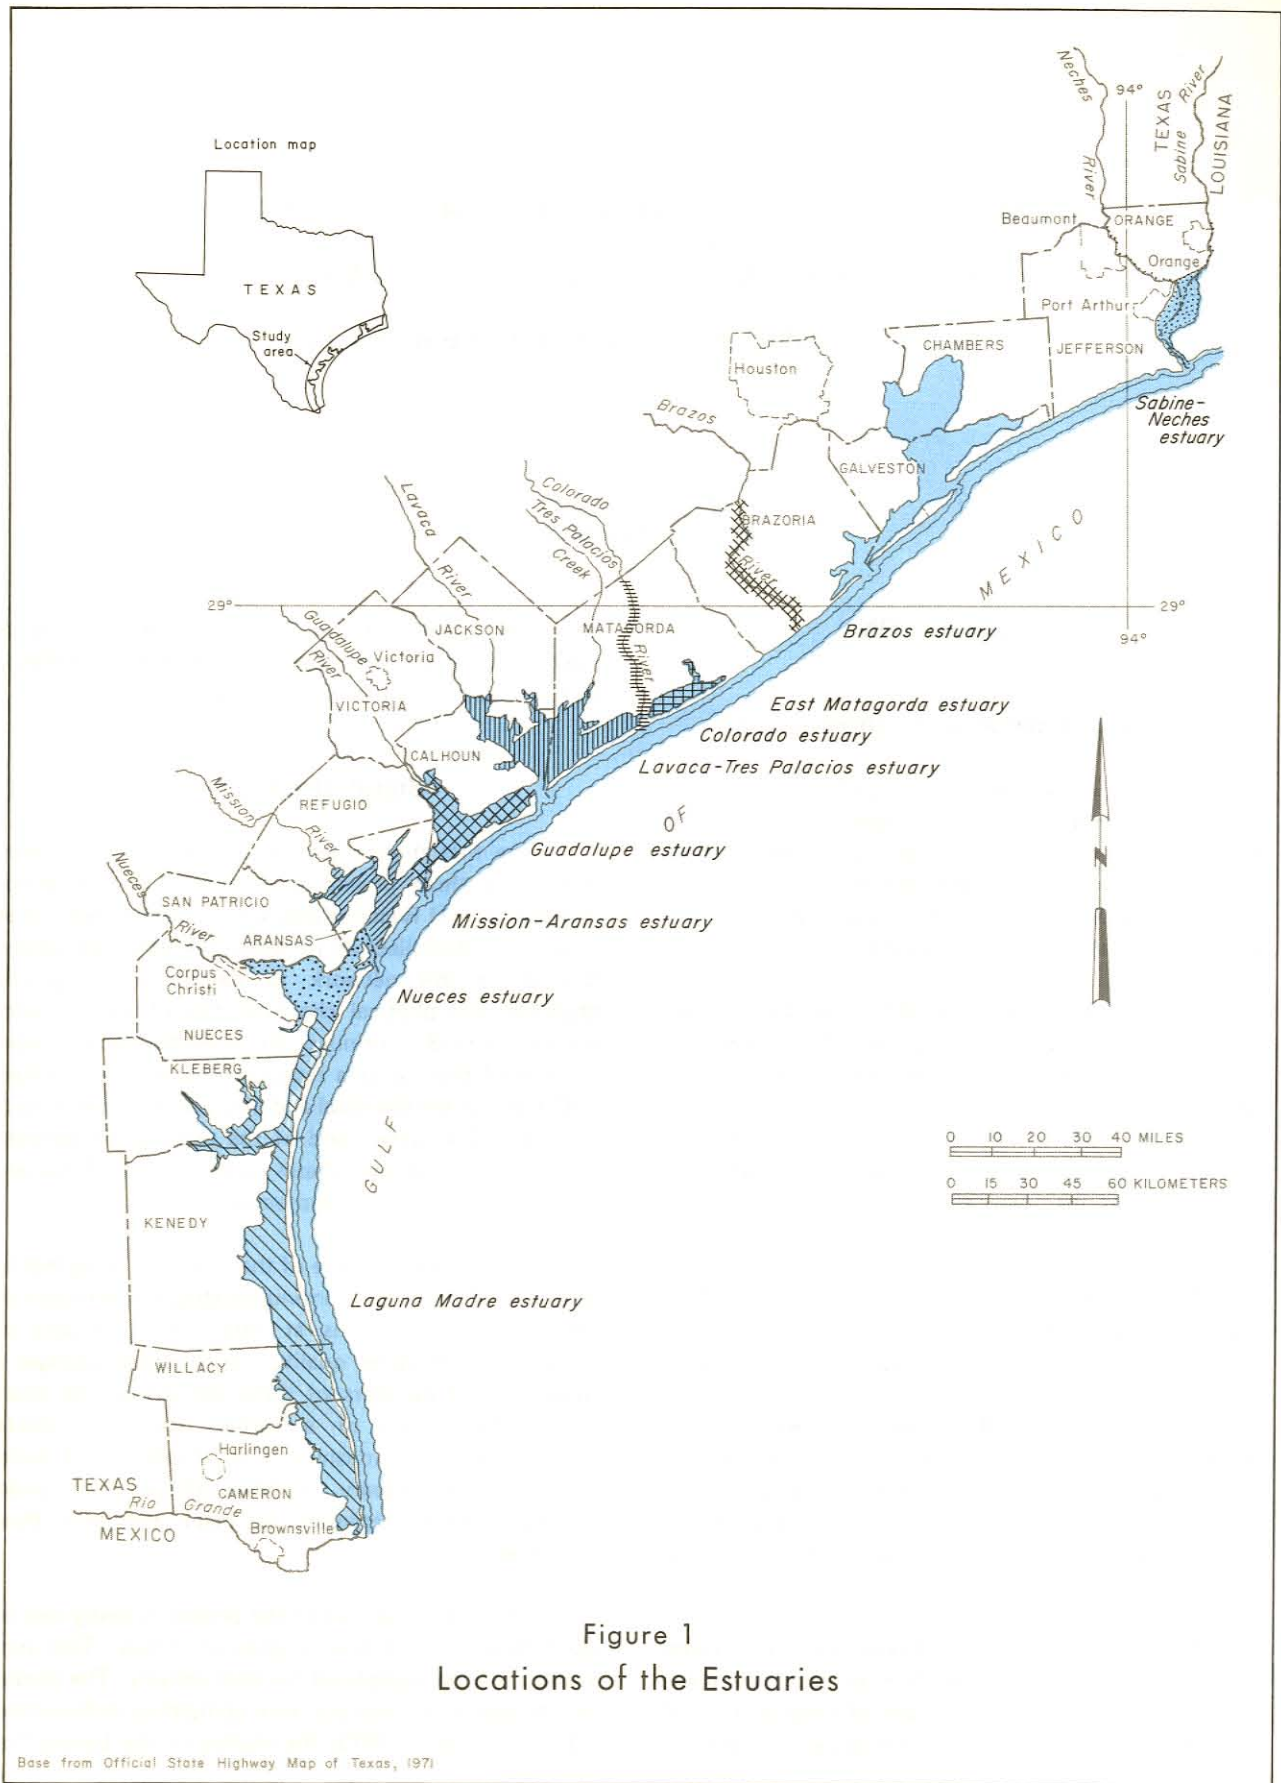 Neches
River
94°
TEXAS
Sabine
River
LOUISIANA
Location map
TEXAS
Study
area
Beaumont
ORANGE
Orange
Port Arthur
CHAMBERS
JEFFERSON
Houston
Sabine-
Neches
estuary
Brazos
River
GALVESTON
BRAZORIA
Colorado
River
Tres Palacios
Creek
Lavaca
River
GULF
OF
MEXICO
29°
29°
94°
Guadalupe
River
JACKSON
MATAGORDA
Brazos estuary
Victoria
VICTORIA
East Matagorda estuary
Colorado estuary
CALHOUN
Lavaca-Tres Palacios estuary
Mission
River
REFUGIO
Guadalupe estuary
Nueces
River
SAN PATRICIO
N
ARANSAS
Mission-Aransas estuary
Corpus
Christi
Nueces estuary
NUECES
KLEBERG
0 10 20 30 40 MILES
0 15 30 45 60 KILOMETERS
KENEDY
Laguna Madre estuary
WILLACY
Harlingen
TEXAS
CAMERON
Rio Grande
MEXICO
Brownsville
Figure 1
Locations of the Estuaries
Base from Official State Highway Map of Texas, 1971